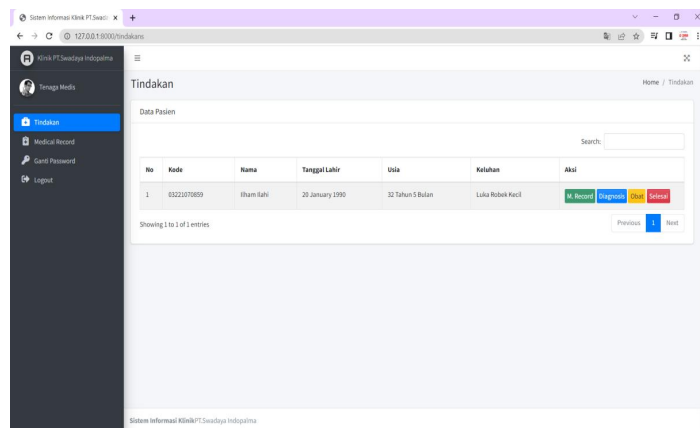 Sistem Informasi Klinik PT.Swada
127.0.0.1:8000/tindakans
Klinik PT.Swadaya Indopalma
Tenaga Medis
Tindakan
Medical Record
Ganti Password
Logout
Tindakan
Home / Tindakan
Data Pasien
Search:
No Kode Nama Tanggal Lahir Usia Keluhan Aksi
1 03221070859 Ilham Ilahi 20 January 1990 32 Tahun 5 Bulan Luka Robek Kecil M. Record Diagnosis Obat Selesai
Showing 1 to 1 of 1 entries
Previous 1 Next
Sistem Informasi Klinik PT.Swadaya Indopalma